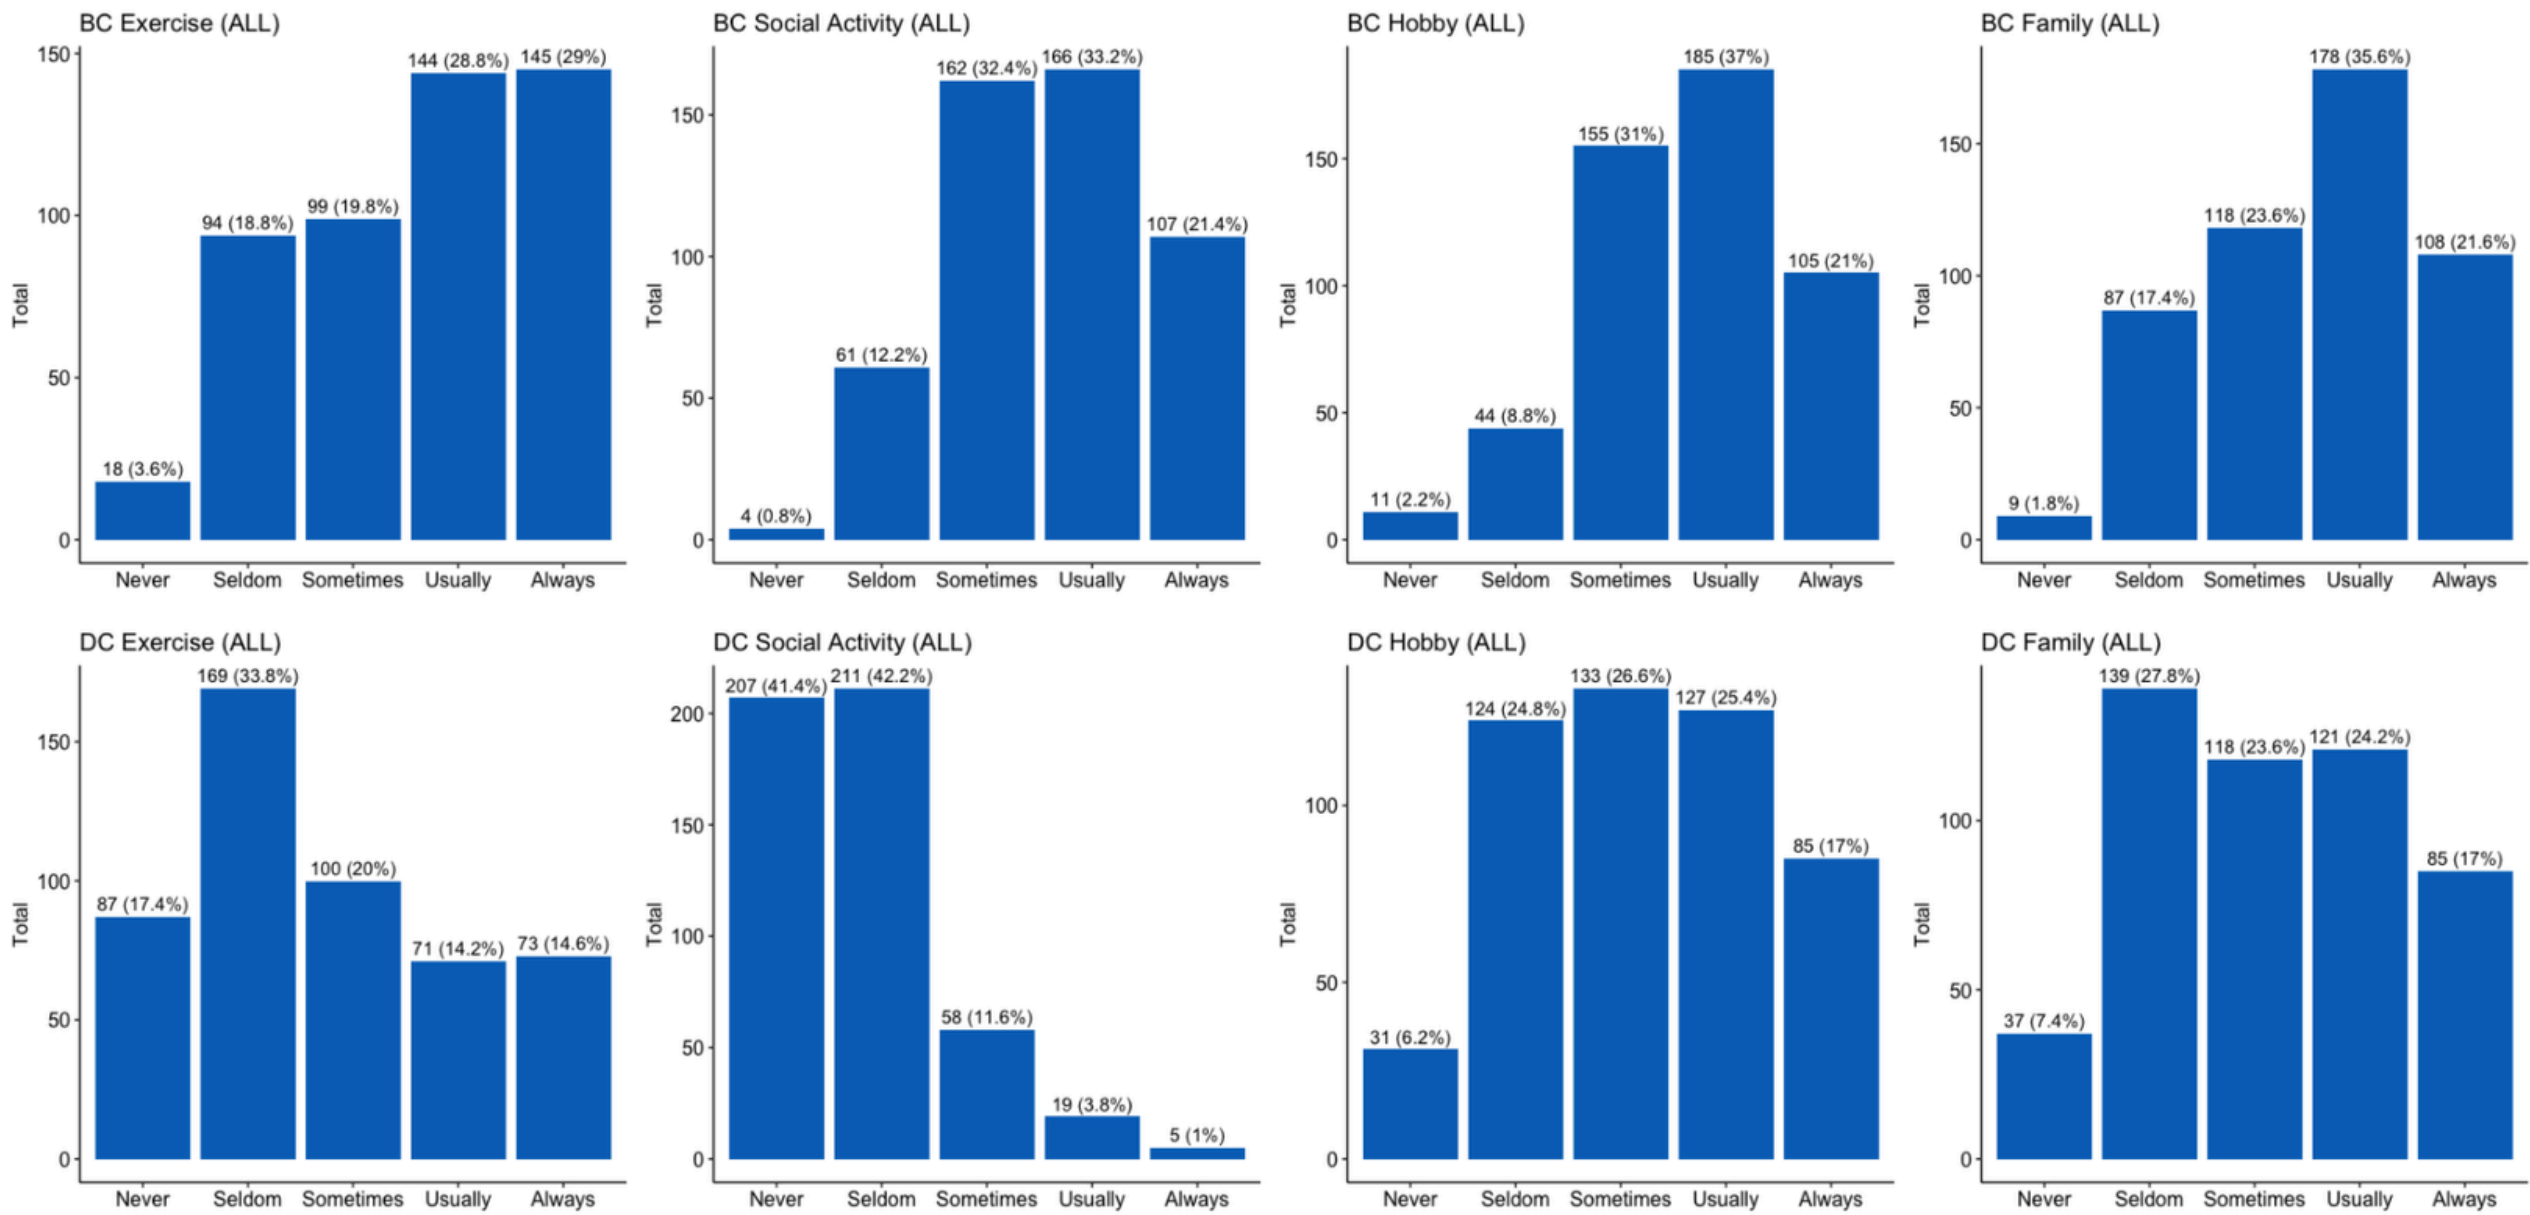 BC Exercise (ALL)
Total
150
100
50
0
18 (3.6%)
94 (18.8%)
99 (19.8%)
144 (28.8%)
145 (29%)
Never Seldom Sometimes Usually Always
BC Social Activity (ALL)
Total
150
100
50
0
4 (0.8%)
61 (12.2%)
162 (32.4%)
166 (33.2%)
107 (21.4%)
Never Seldom Sometimes Usually Always
BC Hobby (ALL)
Total
150
100
50
0
11 (2.2%)
44 (8.8%)
155 (31%)
185 (37%)
105 (21%)
Never Seldom Sometimes Usually Always
BC Family (ALL)
Total
150
100
50
0
9 (1.8%)
87 (17.4%)
118 (23.6%)
178 (35.6%)
108 (21.6%)
Never Seldom Sometimes Usually Always
DC Exercise (ALL)
Total
150
100
50
0
87 (17.4%)
169 (33.8%)
100 (20%)
71 (14.2%)
73 (14.6%)
Never Seldom Sometimes Usually Always
DC Social Activity (ALL)
Total
200
150
100
50
0
207 (41.4%)
211 (42.2%)
58 (11.6%)
19 (3.8%)
5 (1%)
Never Seldom Sometimes Usually Always
DC Hobby (ALL)
Total
100
50
0
31 (6.2%)
124 (24.8%)
133 (26.6%)
127 (25.4%)
85 (17%)
Never Seldom Sometimes Usually Always
DC Family (ALL)
Total
100
50
0
37 (7.4%)
139 (27.8%)
118 (23.6%)
121 (24.2%)
85 (17%)
Never Seldom Sometimes Usually Always